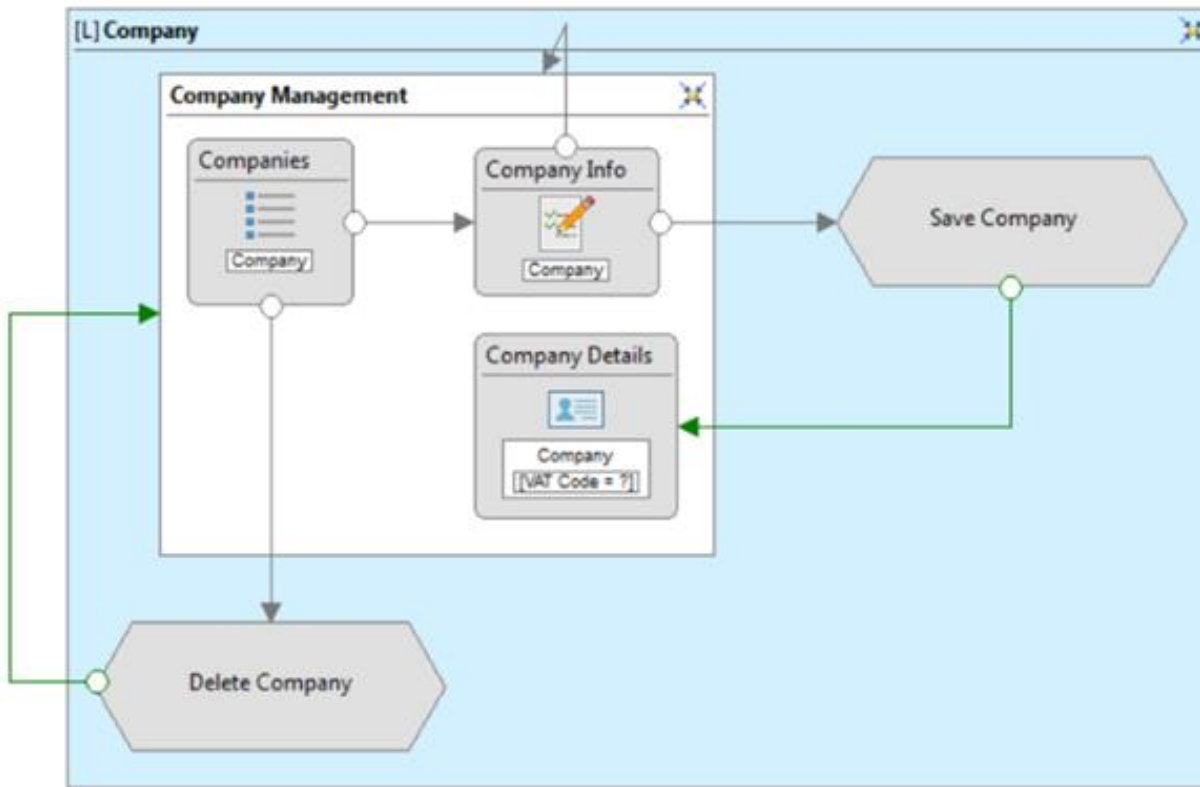 [L] Company
Company Management
Companies
Company
Company Info
Company
Save Company
Company Details
Company
[VAT Code = ?]
Delete Company